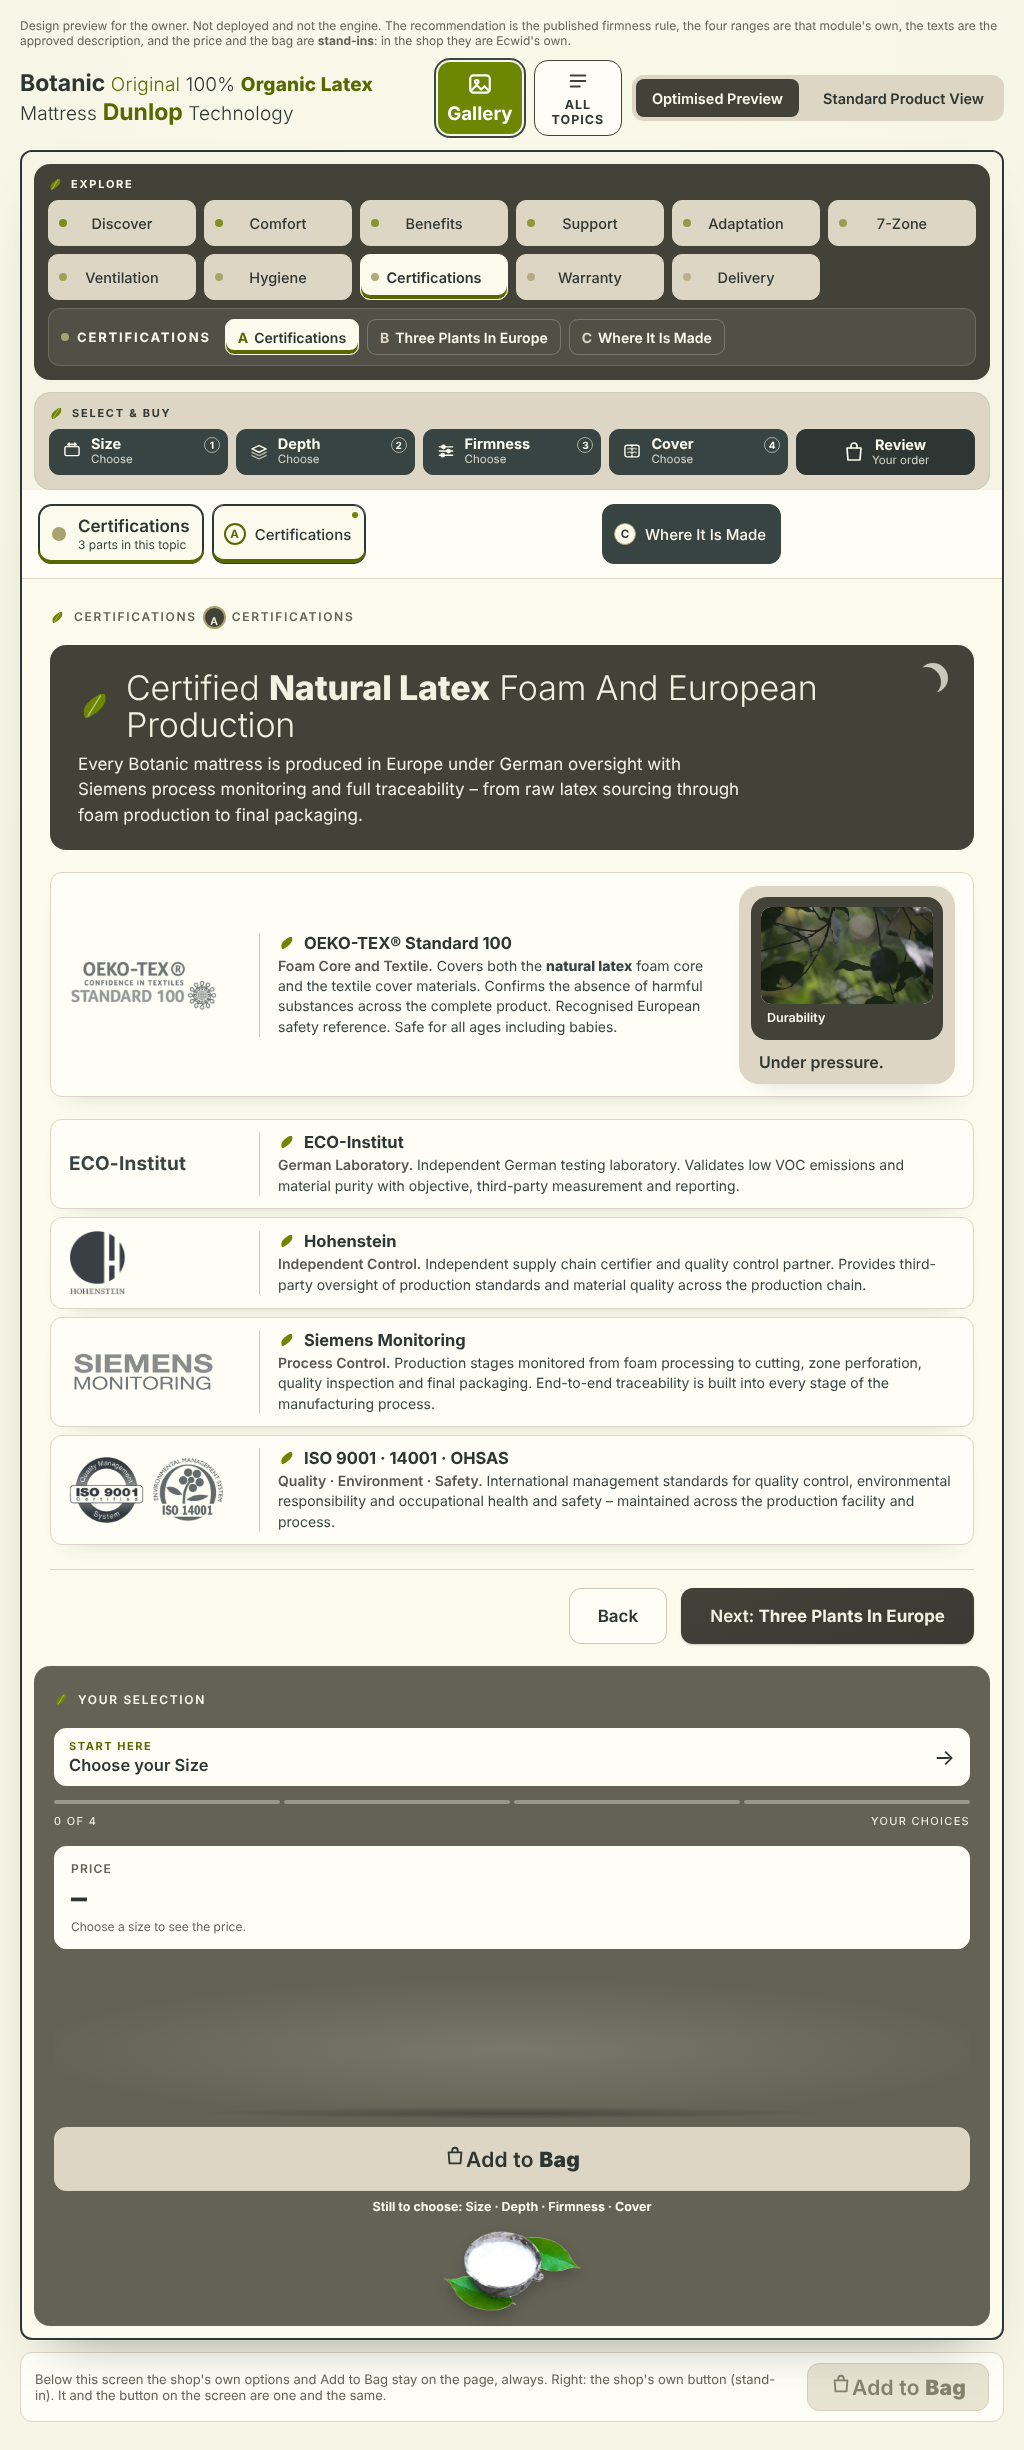 Design preview for the owner. Not deployed and not the engine. The recommendation is the published firmness rule, the four ranges are that module's own, the texts are the
approved description, and the price and the bag are stand-ins: in the shop they are Ecwid's own.
Botanic Original 100% Organic Latex
Mattress Dunlop Technology
Gallery
ALL
TOPICS
Optimised Preview
Standard Product View
EXPLORE
Discover
Comfort
Benefits
Support
Adaptation
7-Zone
Ventilation
Hygiene
Certifications
Warranty
Delivery
CERTIFICATIONS
A Certifications
B Three Plants In Europe
C Where It Is Made
SELECT & BUY
Size
Choose
1
Depth
Choose
2
Firmness
Choose
3
Cover
Choose
4
Review
Your order
Certifications
3 parts in this topic
A Certifications
C Where It Is Made
CERTIFICATIONS A CERTIFICATIONS
Certified Natural Latex Foam And European
Production
Every Botanic mattress is produced in Europe under German oversight with
Siemens process monitoring and full traceability – from raw latex sourcing through
foam production to final packaging.
OEKO-TEX®
CONFIDENCE IN TEXTILES
STANDARD 100
OEKO-TEX® Standard 100
Foam Core and Textile. Covers both the natural latex foam core
and the textile cover materials. Confirms the absence of harmful
substances across the complete product. Recognised European
safety reference. Safe for all ages including babies.
Durability
Under pressure.
ECO-Institut
ECO-Institut
German Laboratory. Independent German testing laboratory. Validates low VOC emissions and
material purity with objective, third-party measurement and reporting.
HOHENSTEIN
Hohenstein
Independent Control. Independent supply chain certifier and quality control partner. Provides third-
party oversight of production standards and material quality across the production chain.
SIEMENS
MONITORING
Siemens Monitoring
Process Control. Production stages monitored from foam processing to cutting, zone perforation,
quality inspection and final packaging. End-to-end traceability is built into every stage of the
manufacturing process.
Quality Management
ISO 9001
Certified
System
ENVIRONMENTAL MANAGEMENT SYSTEM
ISO 14001
ISO 9001 · 14001 · OHSAS
Quality · Environment · Safety. International management standards for quality control, environmental
responsibility and occupational health and safety – maintained across the production facility and
process.
Back
Next: Three Plants In Europe
YOUR SELECTION
START HERE
Choose your Size
0 OF 4
YOUR CHOICES
PRICE
–
Choose a size to see the price.
Add to Bag
Still to choose: Size · Depth · Firmness · Cover
Below this screen the shop's own options and Add to Bag stay on the page, always. Right: the shop's own button (stand-
in). It and the button on the screen are one and the same.
Add to Bag